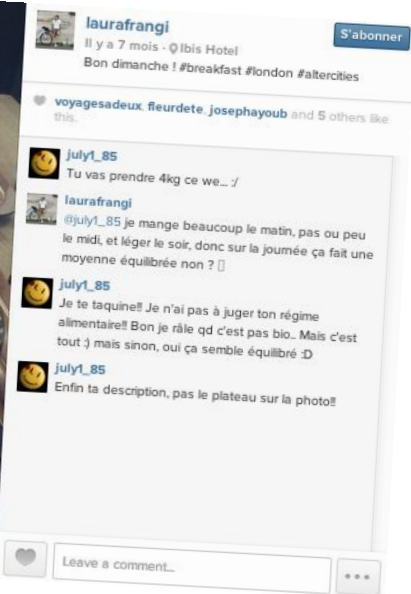 laurafrangi
S'abonner
Il y a 7 mois · Ibis Hotel
Bon dimanche ! #breakfast #london #altercities
voyagesadeux, fleurdete, josephayoub and 5 others like
this.
july1_85
Tu vas prendre 4kg ce we... :/
laurafrangi
@july1_85 je mange beaucoup le matin, pas ou peu
le midi, et léger le soir, donc sur la journée ça fait une
moyenne équilibrée non ?
july1_85
Je te taquine!! Je n'ai pas à juger ton régime
alimentaire!! Bon je râle qd c'est pas bio.. Mais c'est
tout :) mais sinon, oui ça semble équilibré :D
july1_85
Enfin ta description, pas le plateau sur la photo!!
Leave a comment...